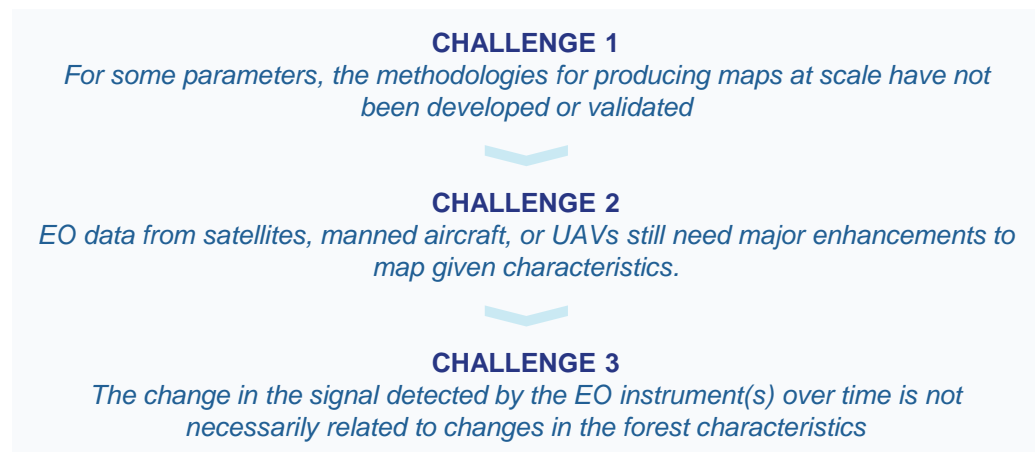 CHALLENGE 1
For some parameters, the methodologies for producing maps at scale have not
been developed or validated
CHALLENGE 2
EO data from satellites, manned aircraft, or UAVs still need major enhancements to
map given characteristics.
CHALLENGE 3
The change in the signal detected by the EO instrument(s) over time is not
necessarily related to changes in the forest characteristics